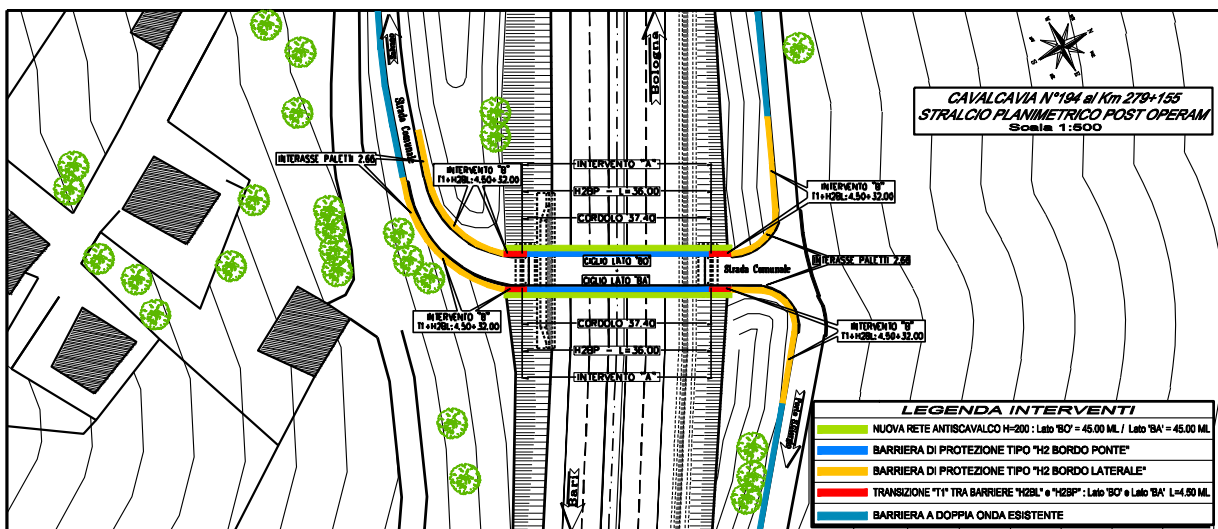 CAVALCAVIA N°194 al Km 279+155
STRALCIO PLANIMETRICO POST OPERAM
Scala 1:500
Bologna
Strada Comunale
INTERASSE PALETTI 2.66
INTERVENTO "B"
T1+H2BL:4.50+32.00
INTERVENTO "A"
H2BP - L=36.00
CORDOLO 37.40
INTERVENTO "B"
T1+H2BL:4.50+32.00
CIGLIO LATO 'BO'
CIGLIO LATO 'BA'
Strada Comunale
INTERASSE PALETTI 2.66
INTERVENTO "B"
T1+H2BL:4.50+32.00
CORDOLO 37.40
H2BP - L=36.00
INTERVENTO "A"
INTERVENTO "B"
T1+H2BL:4.50+32.00
Bari
LEGENDA INTERVENTI
NUOVA RETE ANTISCAVALCO H=200 : Lato 'BO' = 45.00 ML / Lato 'BA' = 45.00 ML
BARRIERA DI PROTEZIONE TIPO "H2 BORDO PONTE"
BARRIERA DI PROTEZIONE TIPO "H2 BORDO LATERALE"
TRANSIZIONE "T1" TRA BARRIERE "H2BL" e "H2BP" : Lato 'BO' e Lato 'BA' L=4.50 ML
BARRIERA A DOPPIA ONDA ESISTENTE